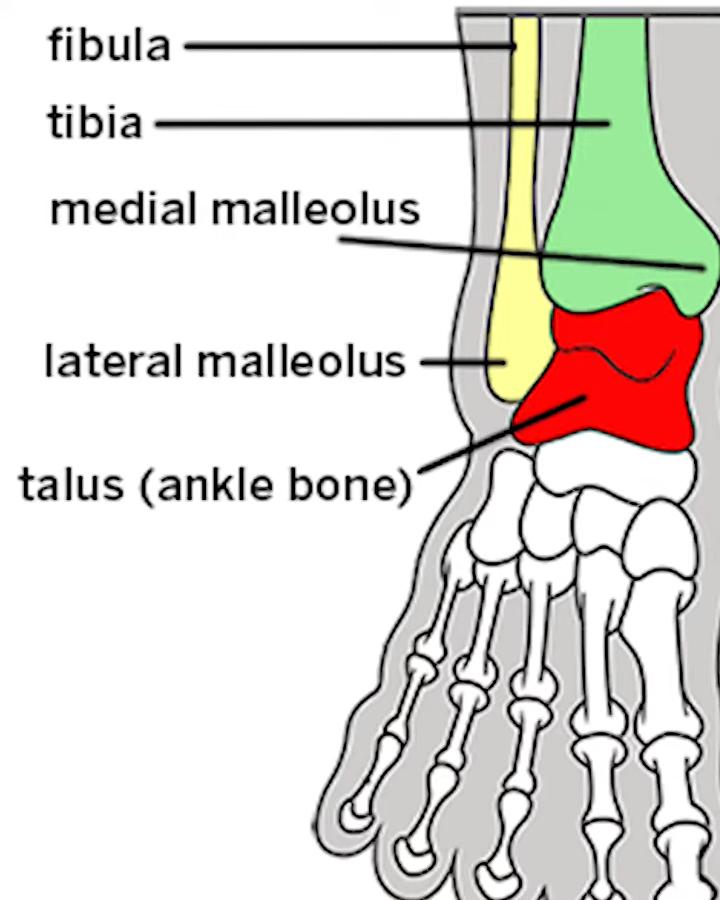 fibula
tibia
medial malleolus
lateral malleolus
talus (ankle bone)